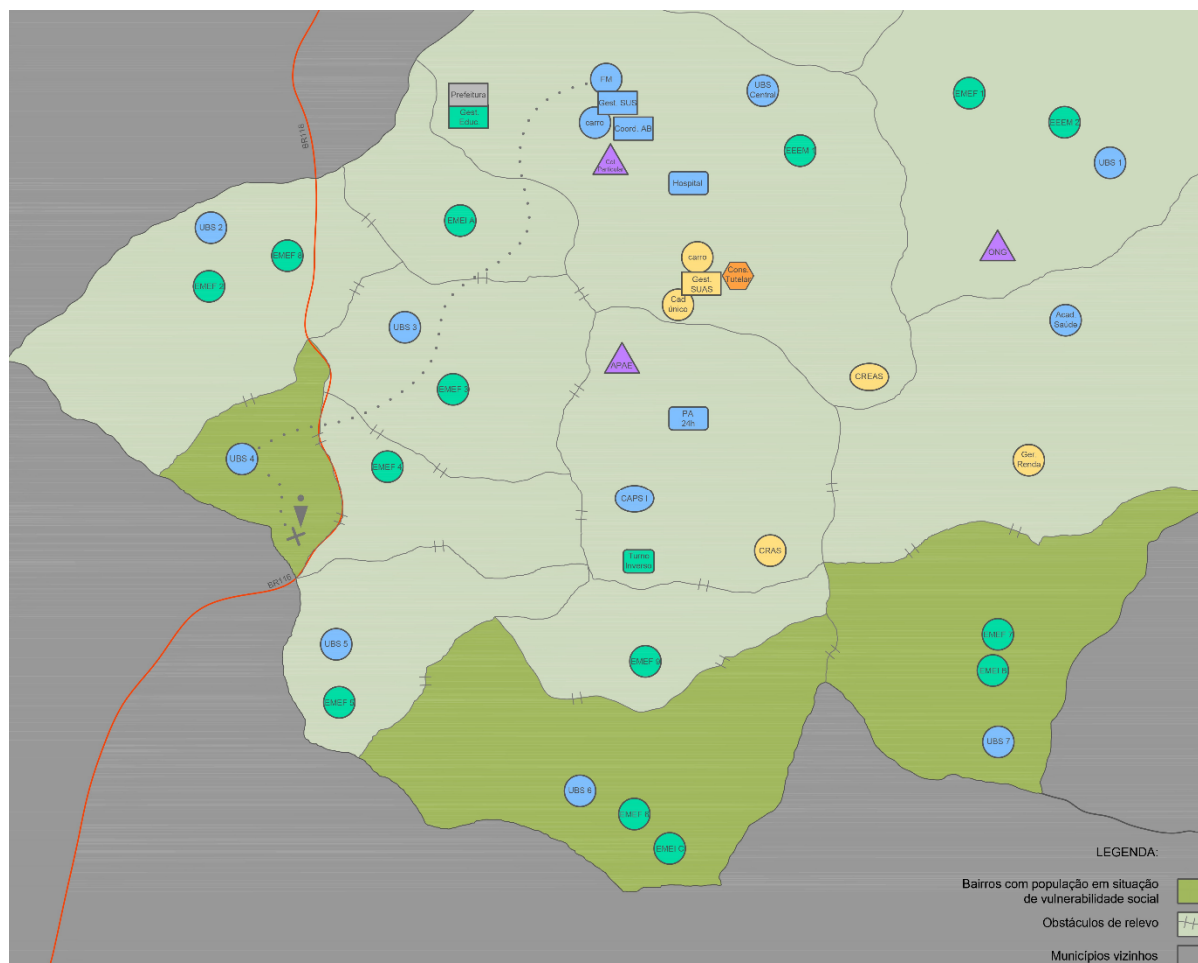 BR116
FM
Prefeitura
Gest.
Educ.
Gest. SUS
carro
Coord. AB
UBS
Central
EMEF 1
EEEM 2
EEEM 1
UBS 1
Hospital
UBS 2
EMEI A
EMEF 8
EMEF 2
ONG
carro
Gest.
SUAS
Cons.
Tutelar
Cad
único
UBS 3
Acad.
Saúde
APAE
CREAS
EMEF 3
PA
24h
UBS 4
EMEF 4
Ger.
Renda
CAPS I
Turno
Inverso
CRAS
BR116
UBS 5
EMEF 9
EMEF 7
EMEI B
EMEF 5
UBS 7
UBS 6
EMEF 6
EMEI C
LEGENDA:
Bairros com população em situação
de vulnerabilidade social
Obstáculos de relevo
Municípios vizinhos